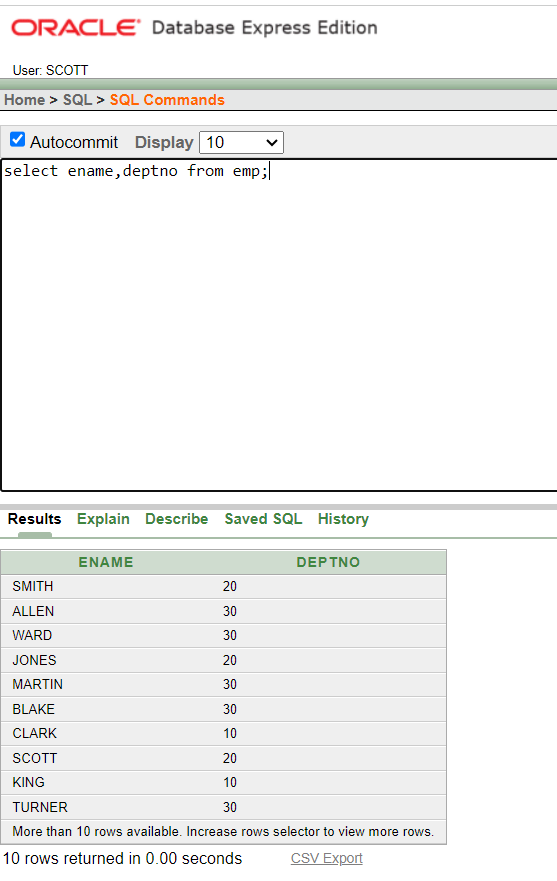 ORACLE® Database Express Edition
User: SCOTT
Home > SQL > SQL Commands
Autocommit Display 10
select ename,deptno from emp;
Results Explain Describe Saved SQL History
ENAME DEPTNO
SMITH 20
ALLEN 30
WARD 30
JONES 20
MARTIN 30
BLAKE 30
CLARK 10
SCOTT 20
KING 10
TURNER 30
More than 10 rows available. Increase rows selector to view more rows.
10 rows returned in 0.00 seconds CSV Export